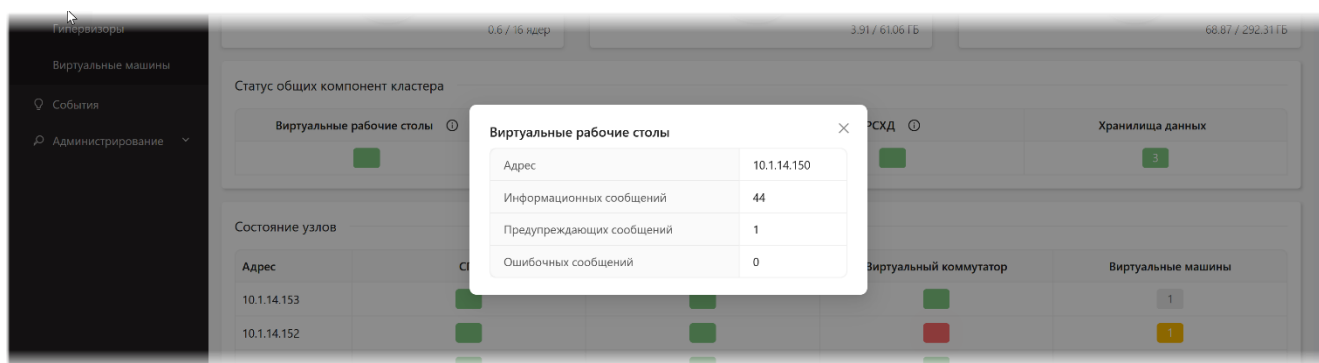 Гипервизоры
0.6 / 16 ядер
3.91 / 61.06 ГБ
68.87 / 292.31 ГБ
Виртуальные машины
События
Администрирование
Статус общих компонент кластера
Виртуальные рабочие столы
РСХД
Хранилища данных
3
Виртуальные рабочие столы
Адрес 10.1.14.150
Информационных сообщений 44
Предупреждающих сообщений 1
Ошибочных сообщений 0
Состояние узлов
Адрес
Виртуальный коммутатор
Виртуальные машины
10.1.14.153
1
10.1.14.152
1